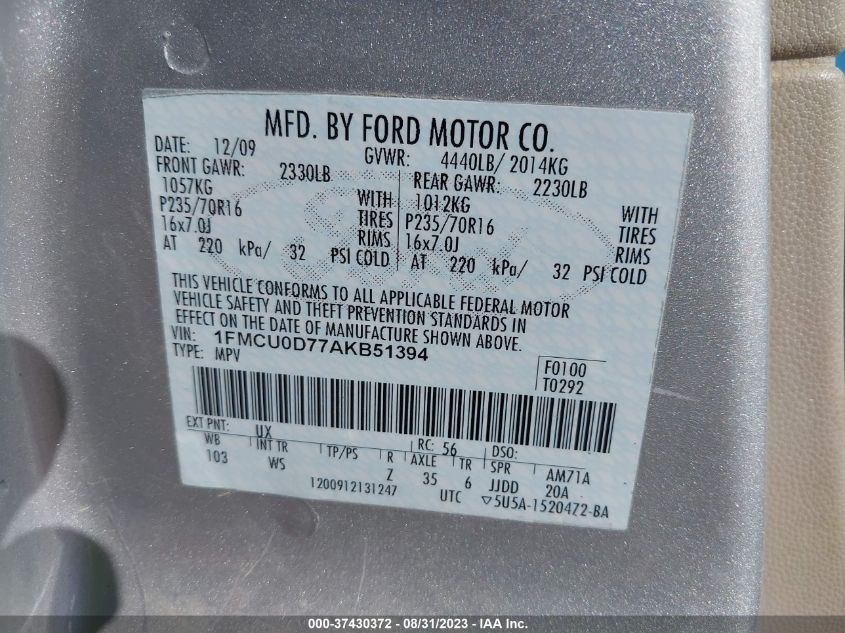 MFD. BY FORD MOTOR CO.
DATE: 12/09 GVWR: 4440LB/ 2014KG
FRONT GAWR: 2330LB REAR GAWR: 2230LB
1057KG WITH 1012KG WITH
P235/70R16 TIRES P235/70R16 TIRES
16x7.0J RIMS 16x7.0J RIMS
AT 220 kPa/ 32 PSI COLD AT 220 kPa/ 32 PSI COLD
THIS VEHICLE CONFORMS TO ALL APPLICABLE FEDERAL MOTOR
VEHICLE SAFETY AND THEFT PREVENTION STANDARDS IN
EFFECT ON THE DATE OF MANUFACTURE SHOWN ABOVE.
VIN: 1FMCU0D77AKB51394
TYPE: MPV F0100
T0292
EXT PNT: UX RC: 56 DSO:
WB INT TR TP/PS R AXLE TR SPR AM71A
103 WS Z 35 6 JJDD 20A
1200912131247 UTC ▽5U5A-1520472-BA
000-37430372 - 08/31/2023 - IAA Inc.